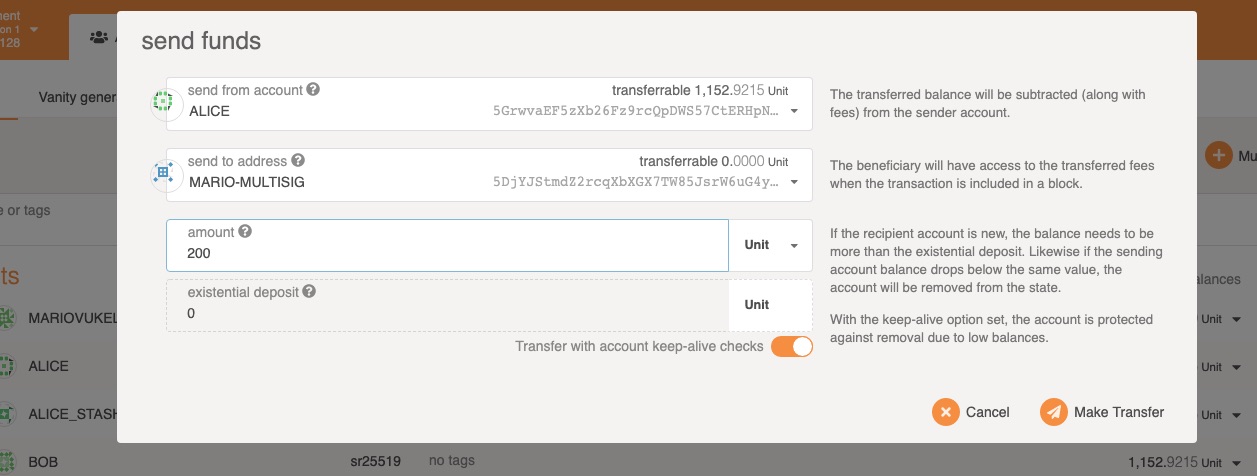 ment
on 1
128
send funds
send from account
transferrable 1,152.9215 Unit
ALICE
5GrwvaEF5zXb26Fz9rcQpDWS57CtERHpN…
The transferred balance will be subtracted (along with
fees) from the sender account.
Vanity gener
send to address
transferrable 0.0000 Unit
MARIO-MULTISIG
5DjYJStmdZ2rcqXbXGX7TW85JsrW6uG4y…
The beneficiary will have access to the transferred fees
when the transaction is included in a block.
Mu
e or tags
amount
200
Unit
If the recipient account is new, the balance needs to be
more than the existential deposit. Likewise if the sending
account balance drops below the same value, the
account will be removed from the state.
ts
alances
existential deposit
0
Unit
With the keep-alive option set, the account is protected
against removal due to low balances.
MARIOVUKEL
Unit
Transfer with account keep-alive checks
ALICE
Unit
ALICE_STASH
Unit
Cancel
Make Transfer
BOB
sr25519
no tags
1,152.9215 Unit